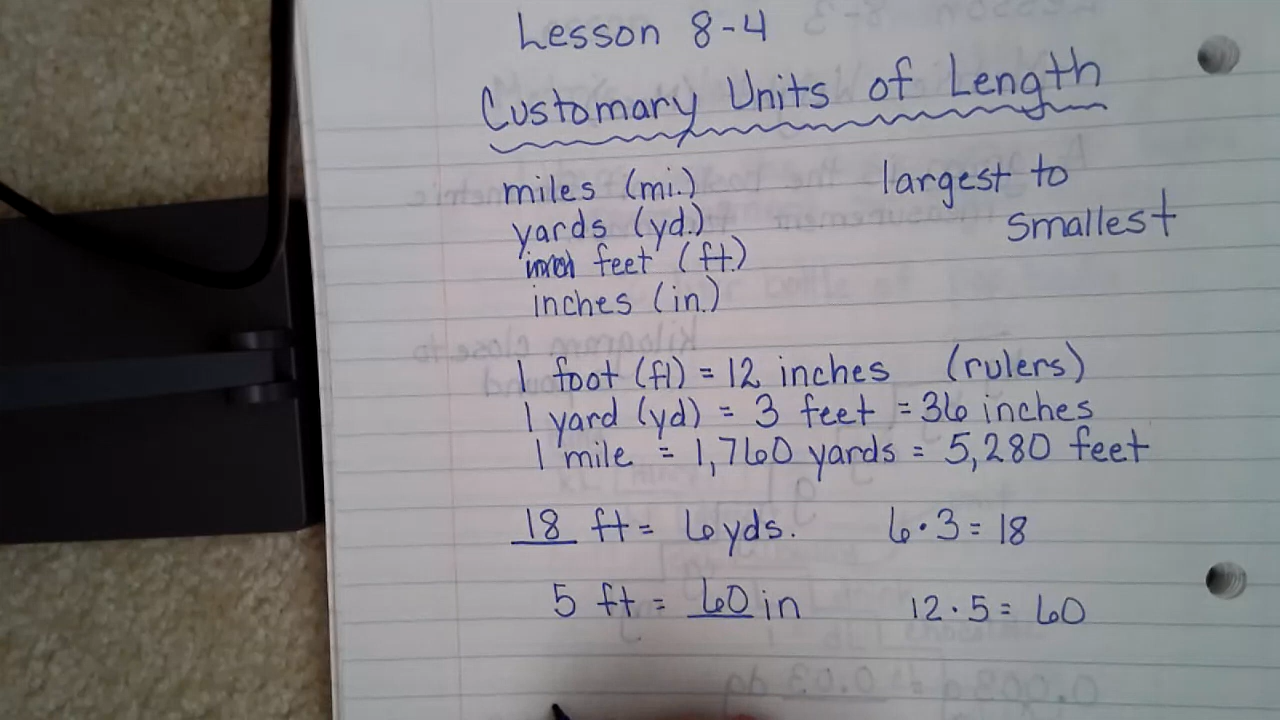 Lesson 8-4
Customary Units of Length
miles (mi.) largest to
yards (yd.) smallest
feet (ft.)
inches (in.)
1 foot (ft) = 12 inches (rulers)
1 yard (yd) = 3 feet = 36 inches
1 mile = 1,760 yards = 5,280 feet
18 ft = 6 yds. 6·3=18
5 ft = 60 in 12·5=60